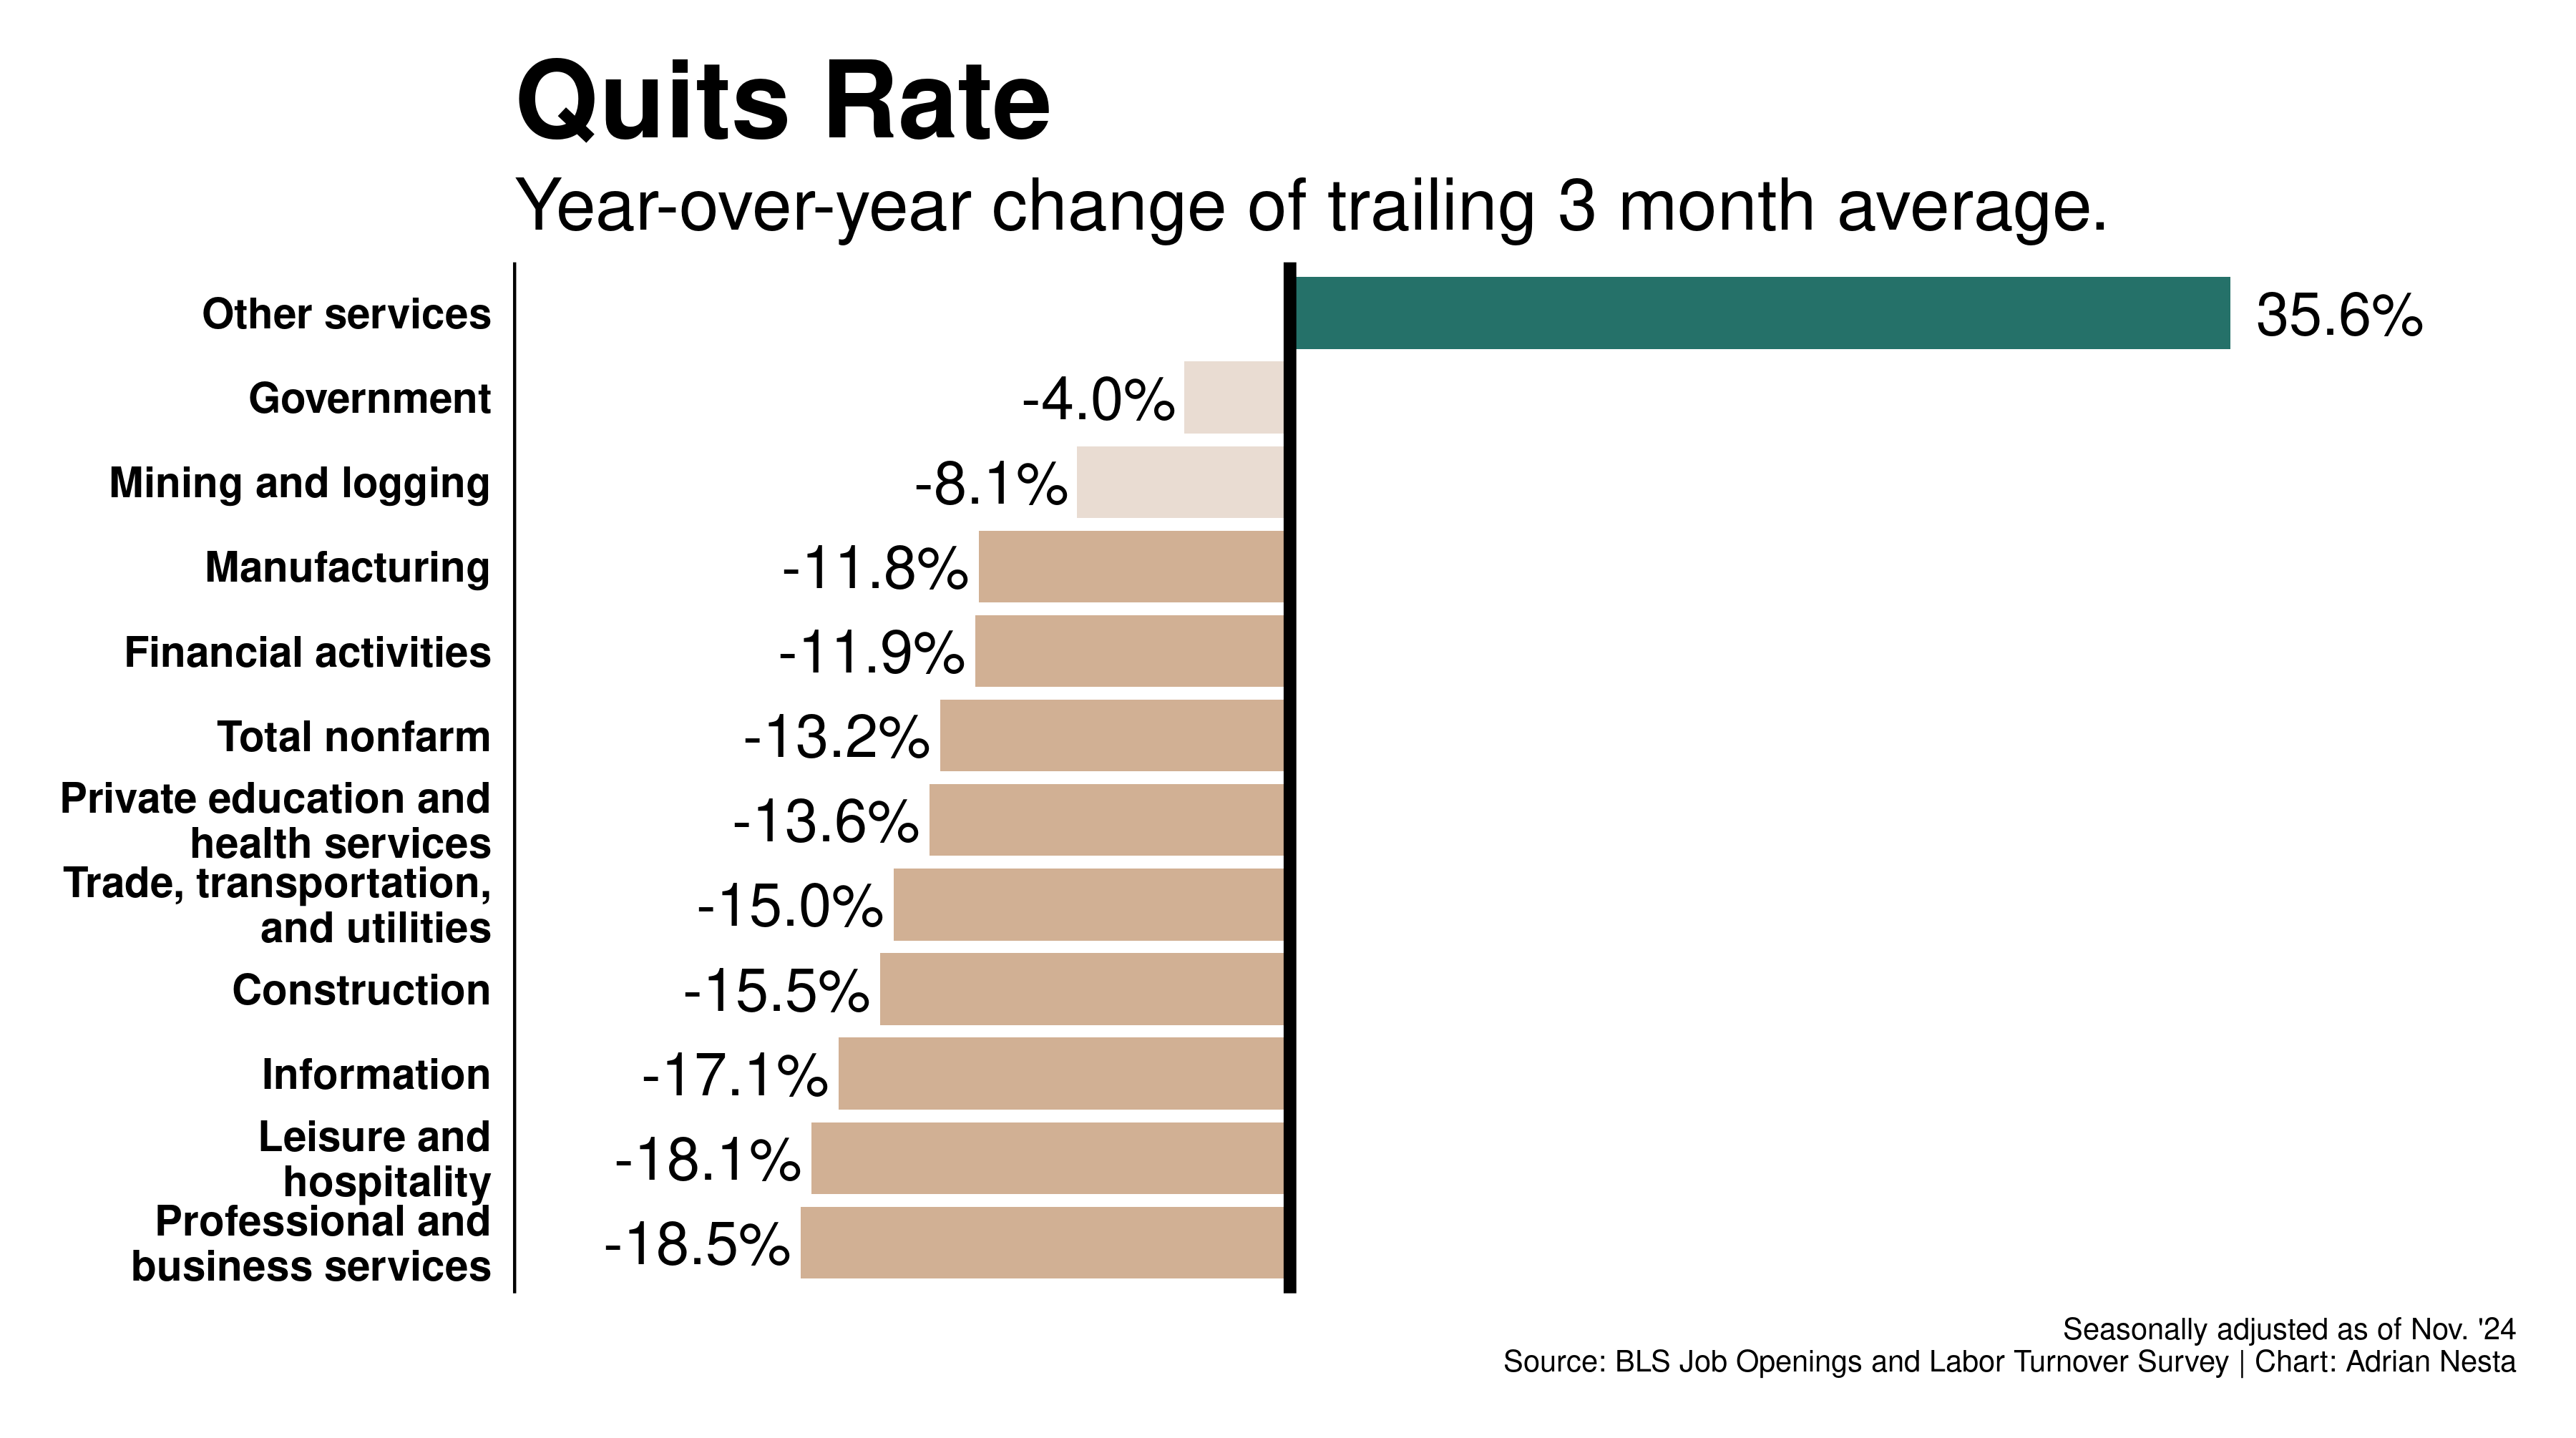 Quits Rate
Year-over-year change of trailing 3 month average.
Other services
35.6%
Government
-4.0%
Mining and logging
-8.1%
Manufacturing
-11.8%
Financial activities
-11.9%
Total nonfarm
-13.2%
Private education and
health services
-13.6%
Trade, transportation,
and utilities
-15.0%
Construction
-15.5%
Information
-17.1%
Leisure and
hospitality
-18.1%
Professional and
business services
-18.5%
Seasonally adjusted as of Nov. '24
Source: BLS Job Openings and Labor Turnover Survey | Chart: Adrian Nesta